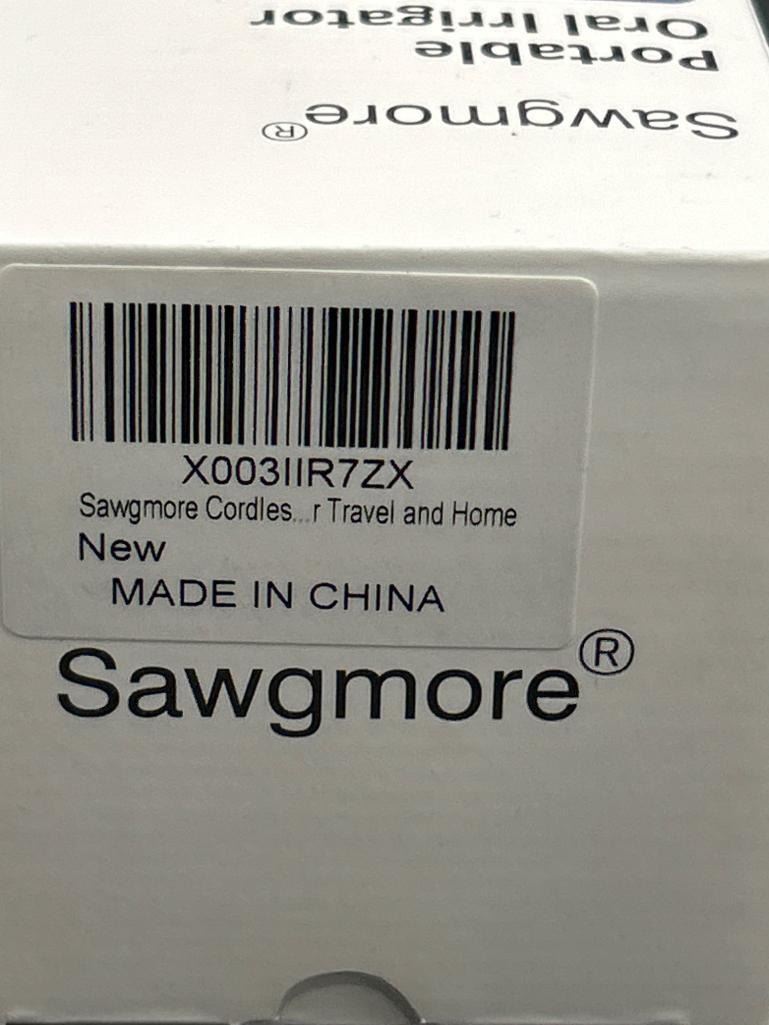 Sawgmore®
Portable
Oral Irrigator
X003IIR7ZX
Sawgmore Cordles...r Travel and Home
New
MADE IN CHINA
Sawgmore®